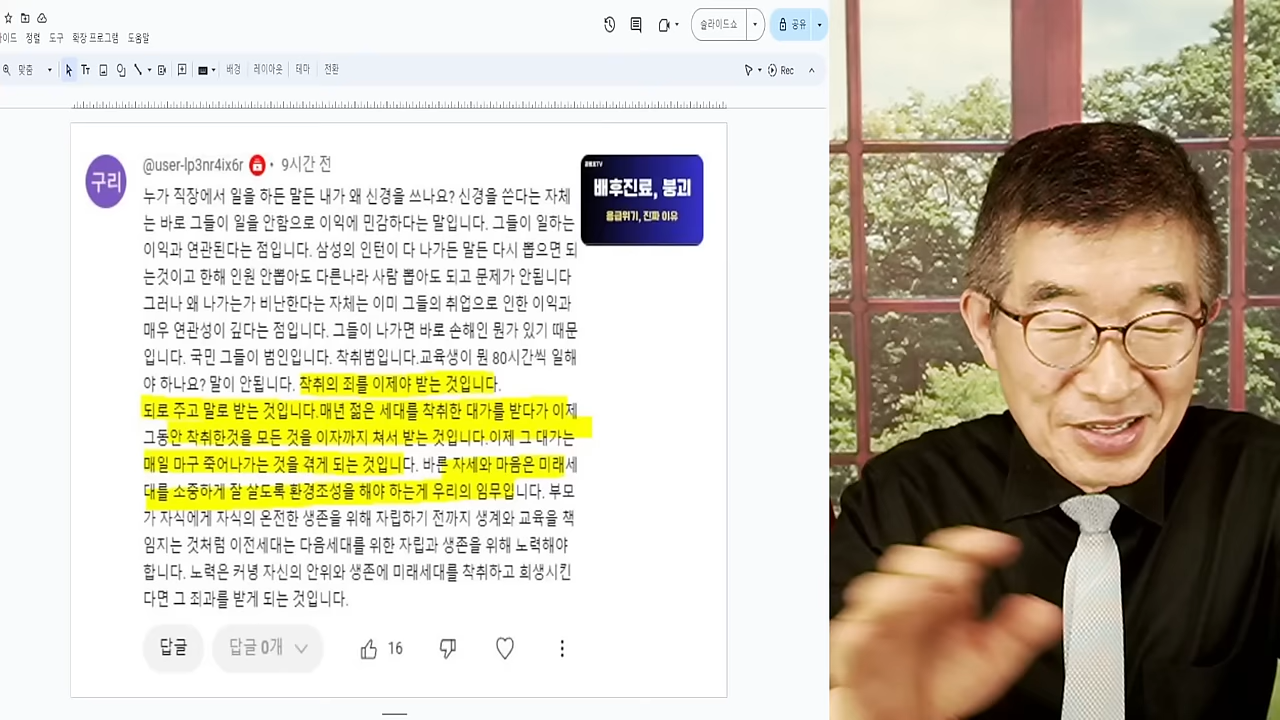 이드 정렬 도구 확장 프로그램 도움말
슬라이드쇼
공유
맞춤
배경 레이아웃 테마 전환
Rec
구리
@user-lp3nr4ix6r • 9시간 전
배후진료, 붕괴
응급위기, 진짜 이유
누가 직장에서 일을 하든 말든 내가 왜 신경을 쓰나요? 신경을 쓴다는 자체
는 바로 그들이 일을 안함으로 이익에 민감하다는 말입니다. 그들이 일하는
이익과 연관된다는 점입니다. 삼성의 인턴이 다 나가든 말든 다시 뽑으면 되
는것이고 한해 인원 안뽑아도 다른나라 사람 뽑아도 되고 문제가 안됩니다
그러나 왜 나가는가 비난한다는 자체는 이미 그들의 취업으로 인한 이익과
매우 연관성이 깊다는 점입니다. 그들이 나가면 바로 손해인 뭔가 있기 때문
입니다. 국민 그들이 범인입니다. 착취범입니다.교육생이 뭔 80시간씩 일해
야 하나요? 말이 안됩니다. 착취의 죄를 이제야 받는 것입니다.
되로 주고 말로 받는 것입니다.매년 젊은 세대를 착취한 대가를 받다가 이제
그동안 착취한것을 모든 것을 이자까지 쳐서 받는 것입니다.이제 그 대가는
매일 마구 죽어나가는 것을 겪게 되는 것입니다. 바른 자세와 마음은 미래세
대를 소중하게 잘 살도록 환경조성을 해야 하는게 우리의 임무입니다. 부모
가 자식에게 자식의 온전한 생존을 위해 자립하기 전까지 생계와 교육을 책
임지는 것처럼 이전세대는 다음세대를 위한 자립과 생존을 위해 노력해야
합니다. 노력은 커녕 자신의 안위와 생존에 미래세대를 착취하고 희생시킨
다면 그 죄과를 받게 되는 것입니다.
답글 답글 0개 16